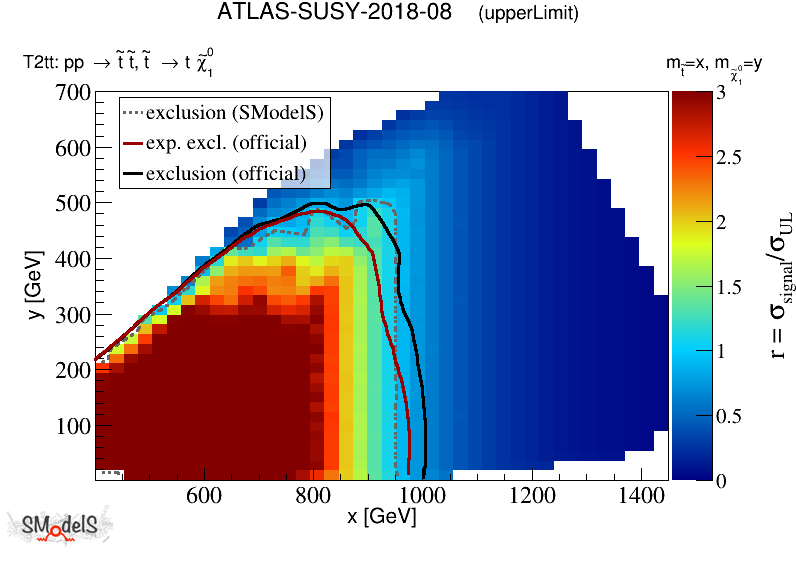 ATLAS-SUSY-2018-08 (upperLimit)
T2tt: pp → t̃ t̃, t̃ → t χ̃₁⁰
m_t̃=x, m_χ̃₁⁰=y
exclusion (SModelS)
exp. excl. (official)
exclusion (official)
700
600
500
400
300
200
100
y [GeV]
600 800 1000 1200 1400
x [GeV]
3
2.5
2
1.5
1
0.5
0
r = σ_signal/σ_UL
SModelS